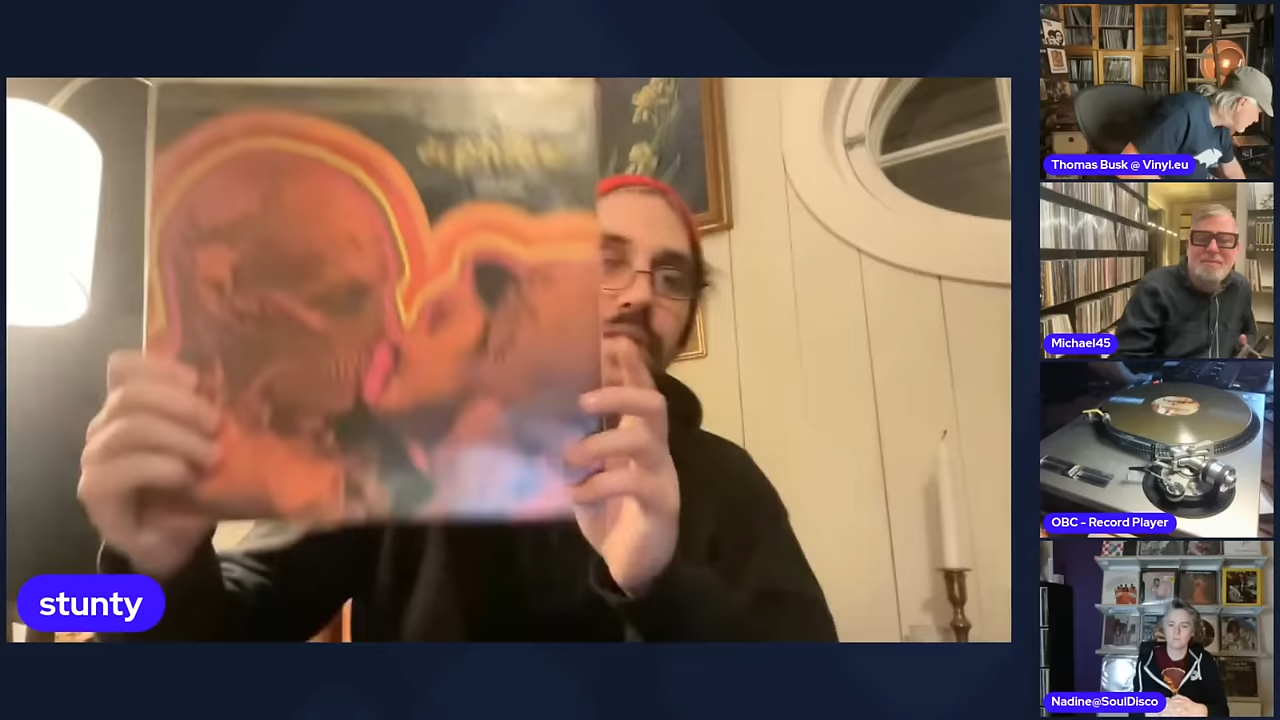 stunty
Thomas Busk @ Vinyl.eu
Michael45
OBC - Record Player
Nadine@SoulDisco